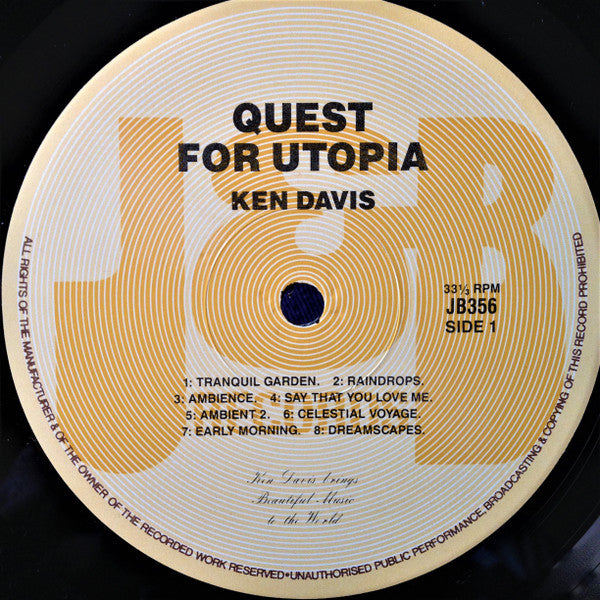 QUEST
FOR UTOPIA
KEN DAVIS
J&B
33⅓ RPM
JB356
SIDE 1
1: TRANQUIL GARDEN. 2: RAINDROPS.
3: AMBIENCE. 4: SAY THAT YOU LOVE ME.
5: AMBIENT 2. 6: CELESTIAL VOYAGE.
7: EARLY MORNING. 8: DREAMSCAPES.
Ken Davis brings
Beautiful Music
to the World
ALL RIGHTS OF THE MANUFACTURER & OF THE OWNER OF THE RECORDED WORK RESERVED•UNAUTHORISED PUBLIC PERFORMANCE, BROADCASTING & COPYING OF THIS RECORD PROHIBITED